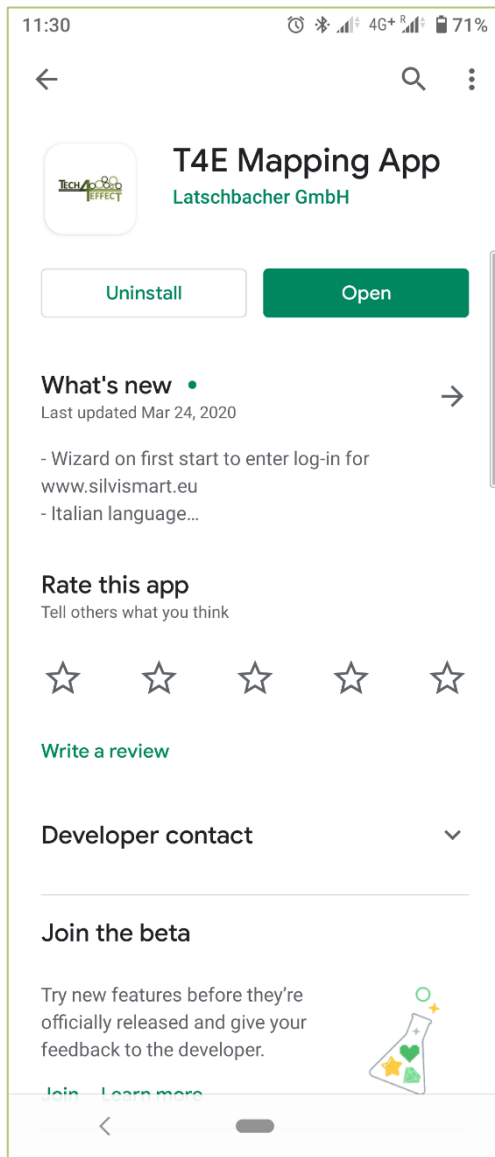 11:30 4G+ R 71%
T4E Mapping App
TECH4EFFECT
Latschbacher GmbH
Uninstall Open
What's new
Last updated Mar 24, 2020
- Wizard on first start to enter log-in for
www.silvismart.eu
- Italian language…
Rate this app
Tell others what you think
Write a review
Developer contact
Join the beta
Try new features before they're
officially released and give your
feedback to the developer.
Join Learn more